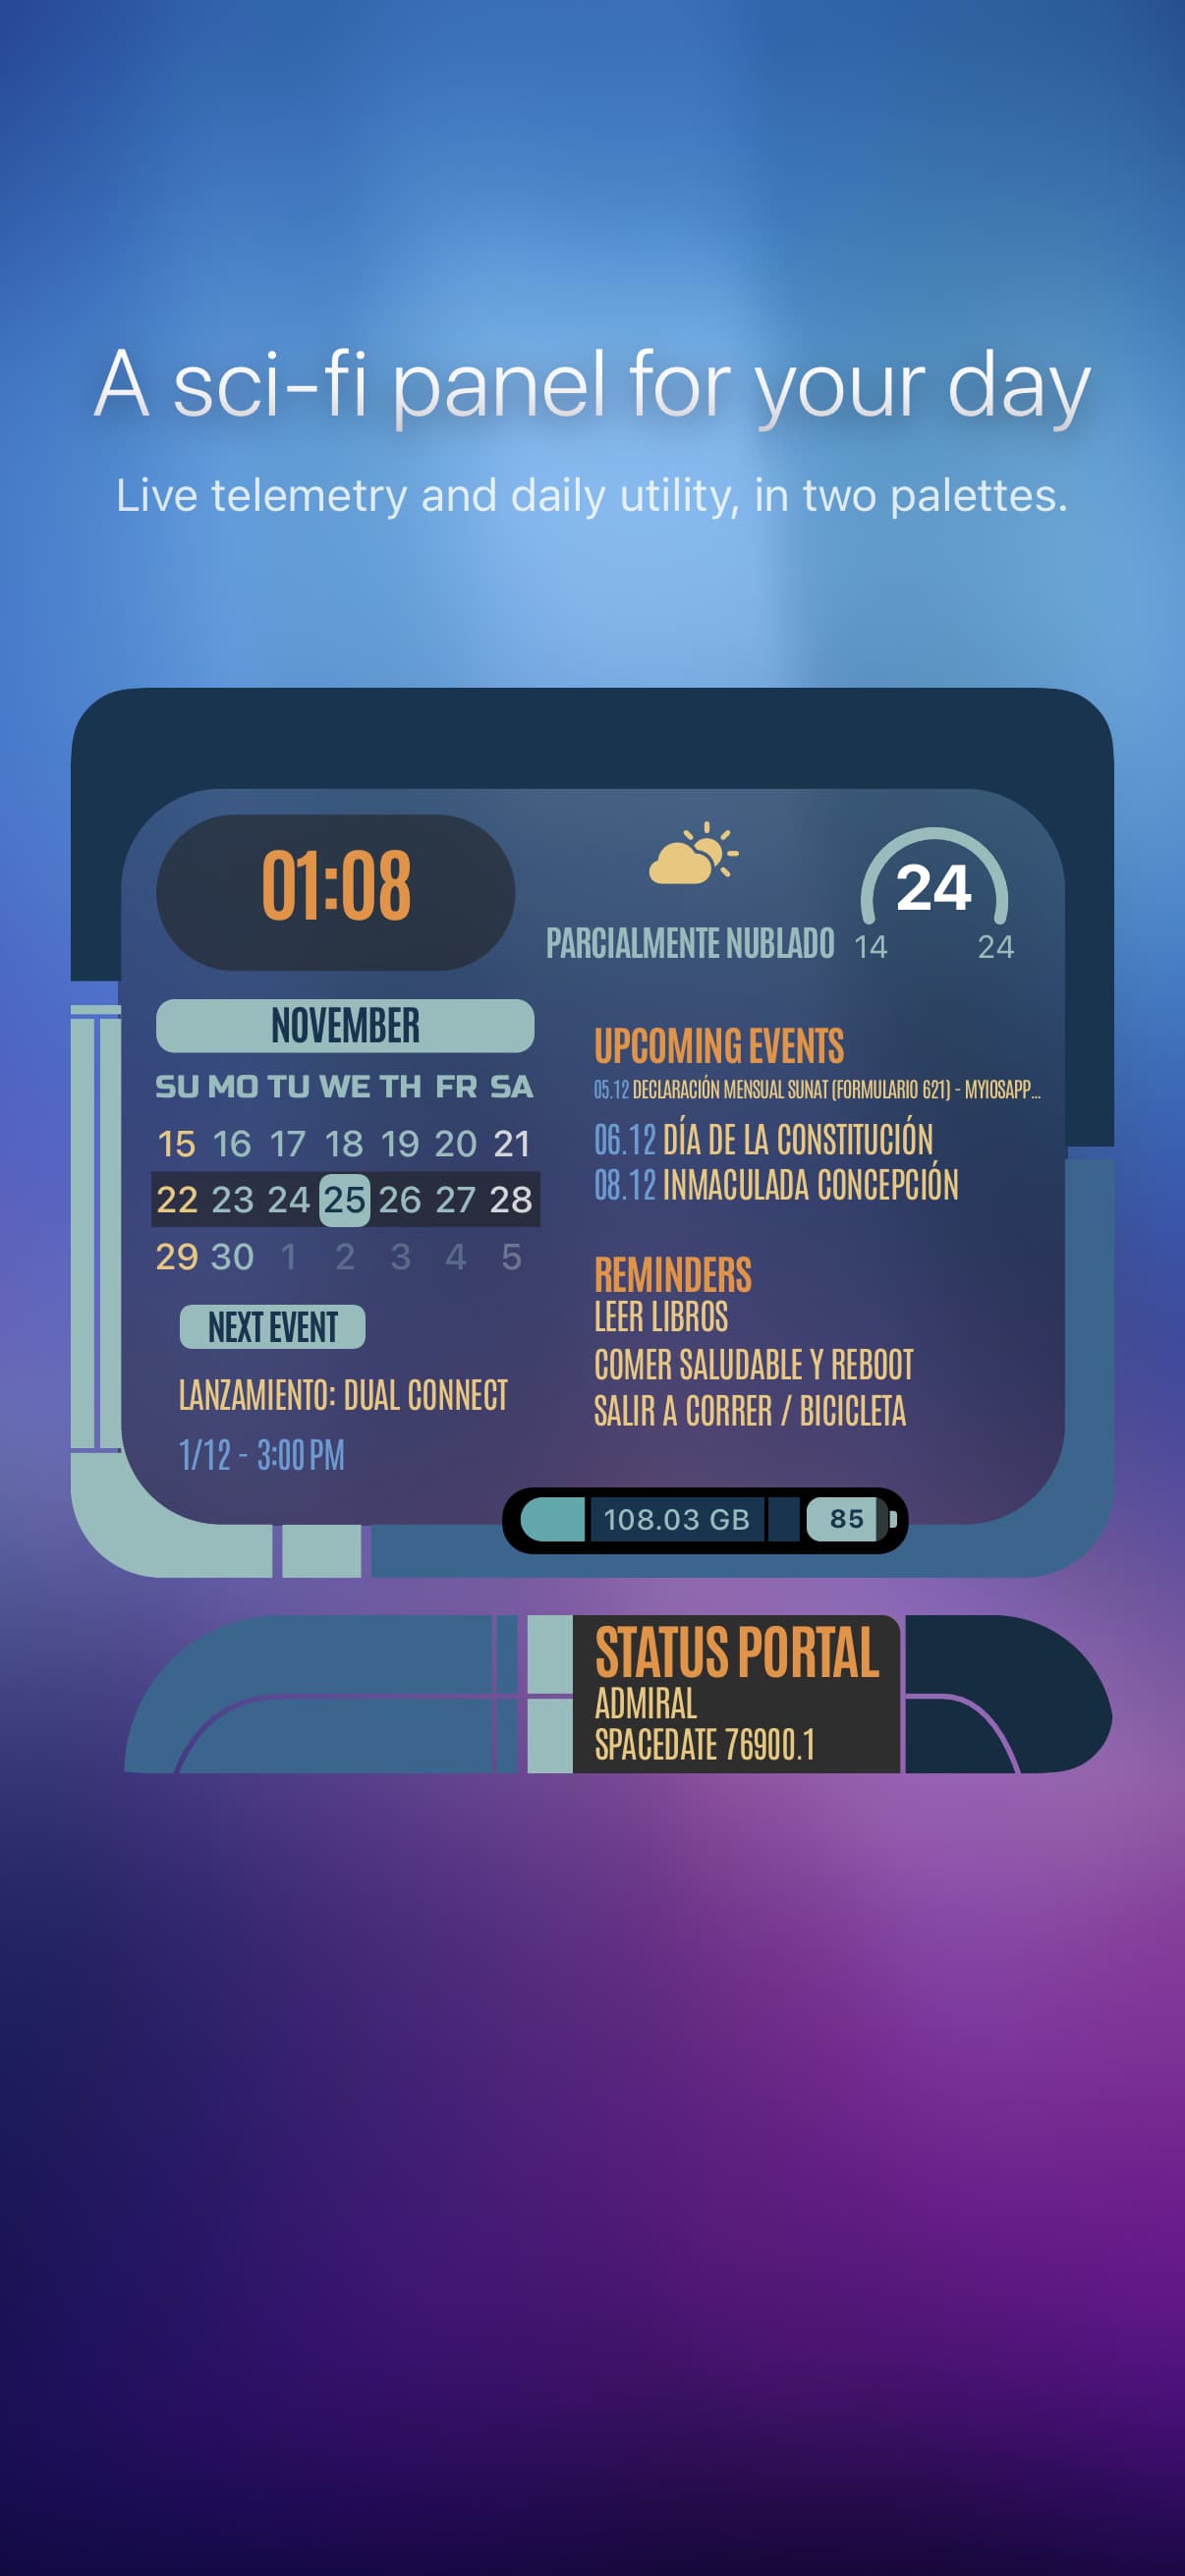 A sci-fi panel for your day
Live telemetry and daily utility, in two palettes.
01:08
PARCIALMENTE NUBLADO
24
14 24
NOVEMBER
SU MO TU WE TH FR SA
15 16 17 18 19 20 21
22 23 24 25 26 27 28
29 30 1 2 3 4 5
NEXT EVENT
LANZAMIENTO: DUAL CONNECT
1/12 - 3:00 PM
UPCOMING EVENTS
05.12 DECLARACIÓN MENSUAL SUNAT (FORMULARIO 621) - MYIOSAPP...
06.12 DÍA DE LA CONSTITUCIÓN
08.12 INMACULADA CONCEPCIÓN
REMINDERS
LEER LIBROS
COMER SALUDABLE Y REBOOT
SALIR A CORRER / BICICLETA
108.03 GB
85
STATUS PORTAL
ADMIRAL
SPACEDATE 76900.1